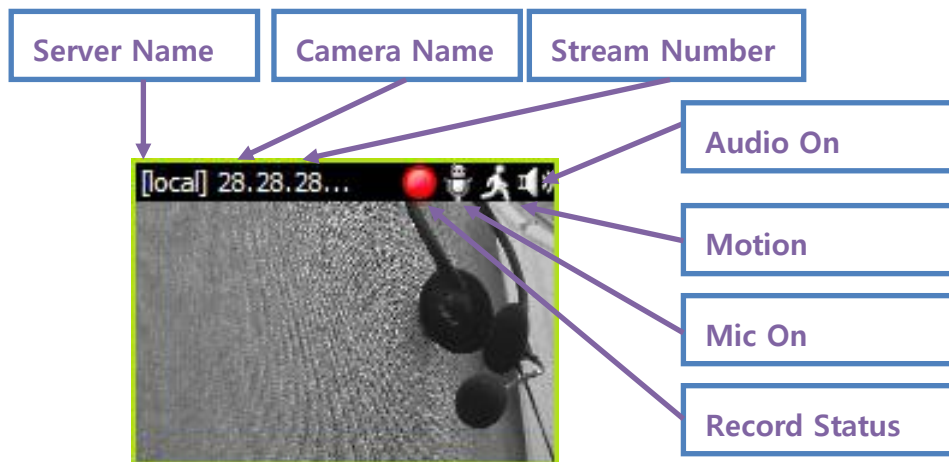 Server Name
Camera Name
Stream Number
Audio On
[local] 28.28.28...
Motion
Mic On
Record Status